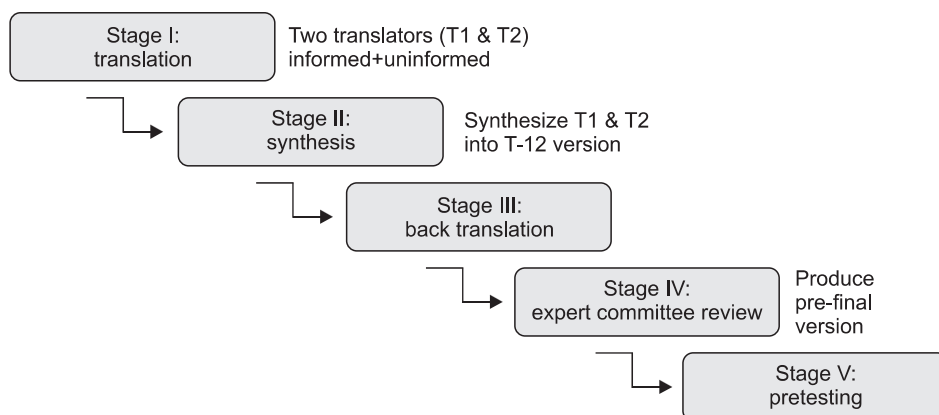 Stage I:
translation
Two translators (T1 & T2)
informed+uninformed
Stage II:
synthesis
Synthesize T1 & T2
into T-12 version
Stage III:
back translation
Stage IV:
expert committee review
Produce
pre-final
version
Stage V:
pretesting